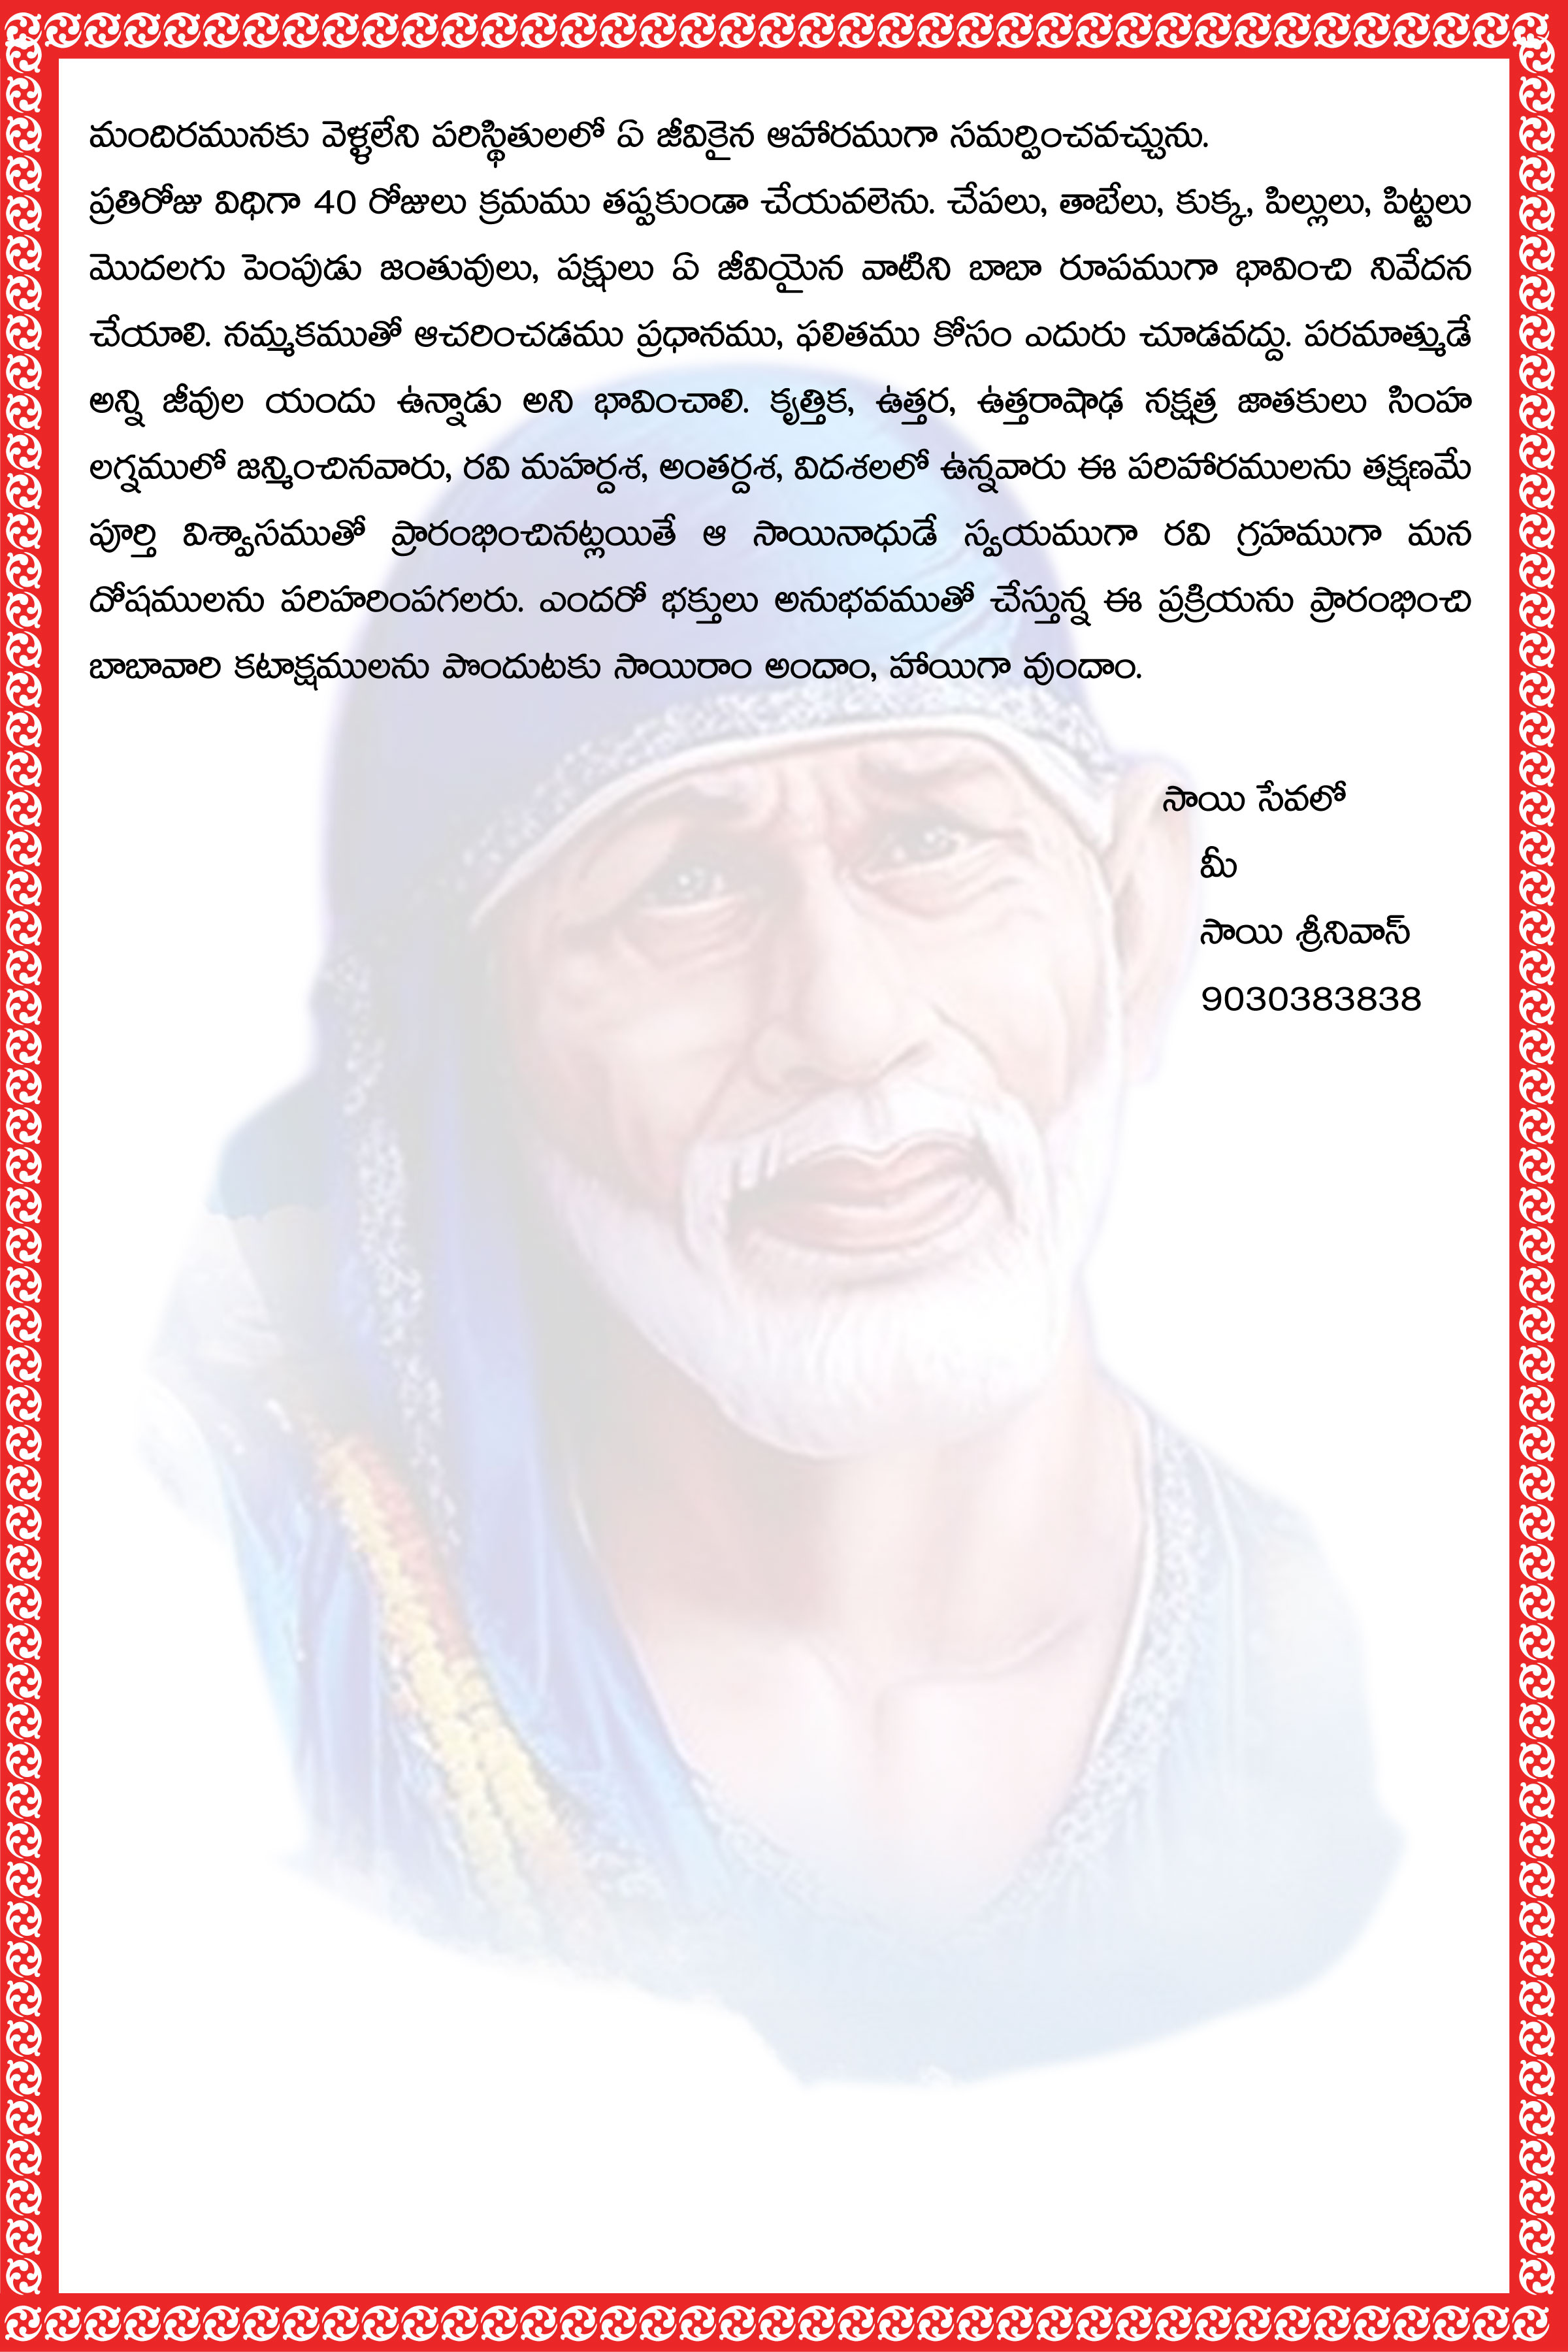 మందిరమునకు వెళ్ళలేని పరిస్థితులలో ఏ జీవికైన ఆహారముగా సమర్పించవచ్చును.
ప్రతిరోజు విధిగా 40 రోజులు క్రమము తప్పకుండా చేయవలెను. చేపలు, తాబేలు, కుక్క, పిల్లులు, పిట్టలు
మొదలగు పెంపుడు జంతువులు, పక్షులు ఏ జీవియైన వాటిని బాబా రూపముగా భావించి నివేదన
చేయాలి. నమ్మకముతో ఆచరించడము ప్రధానము, ఫలితము కోసం ఎదురు చూడవద్దు. పరమాత్ముడే
అన్ని జీవుల యందు ఉన్నాడు అని భావించాలి. కృత్తిక, ఉత్తర, ఉత్తరాషాఢ నక్షత్ర జాతకులు సింహ
లగ్నములో జన్మించినవారు, రవి మహర్దశ, అంతర్దశ, విదశలలో ఉన్నవారు ఈ పరిహారములను తక్షణమే
పూర్తి విశ్వాసముతో ప్రారంభించినట్లయితే ఆ సాయినాధుడే స్వయముగా రవి గ్రహముగా మన
దోషములను పరిహరింపగలరు. ఎందరో భక్తులు అనుభవముతో చేస్తున్న ఈ ప్రక్రియను ప్రారంభించి
బాబావారి కటాక్షములను పొందుటకు సాయిరాం అందాం, హాయిగా వుందాం.
సాయి సేవలో
మీ
సాయి శ్రీనివాస్
9030383838